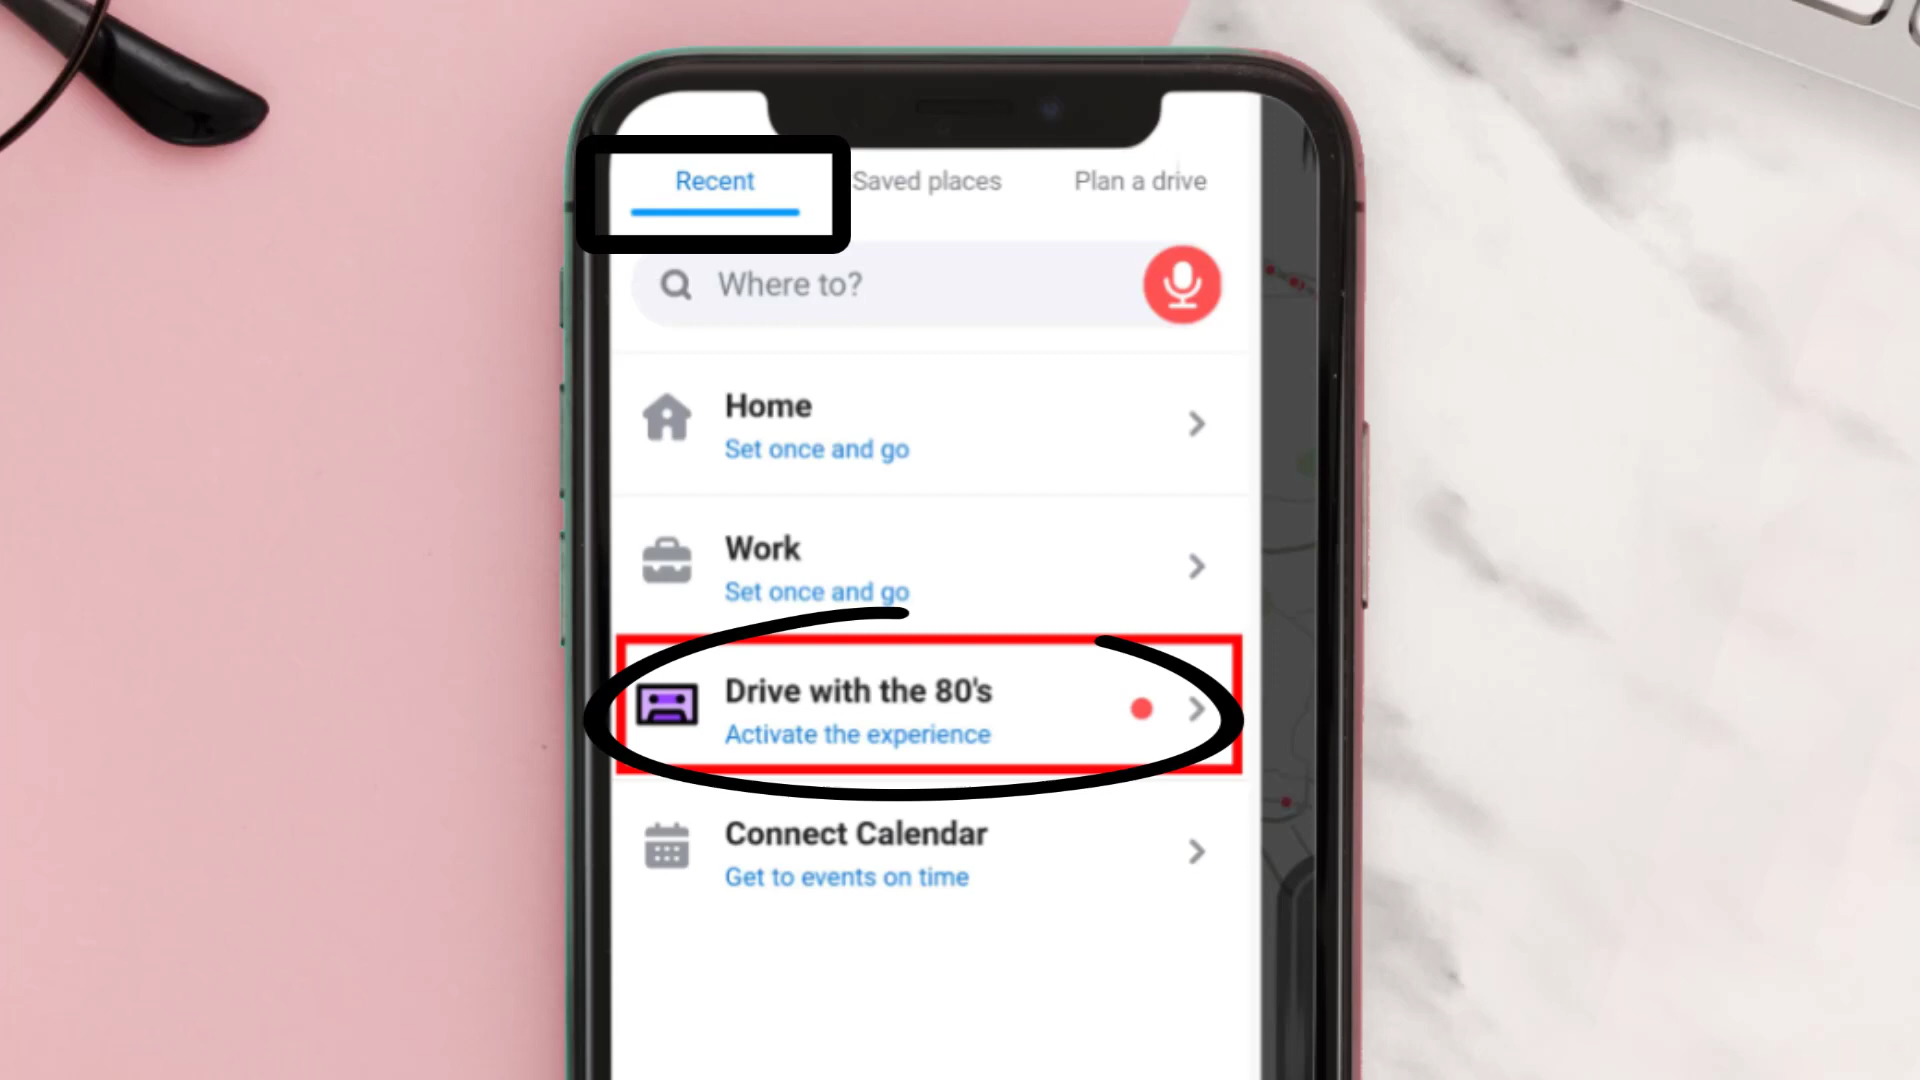 Recent
Saved places
Plan a drive
Where to?
Home
Set once and go
Work
Set once and go
Drive with the 80's
Activate the experience
Connect Calendar
Get to events on time